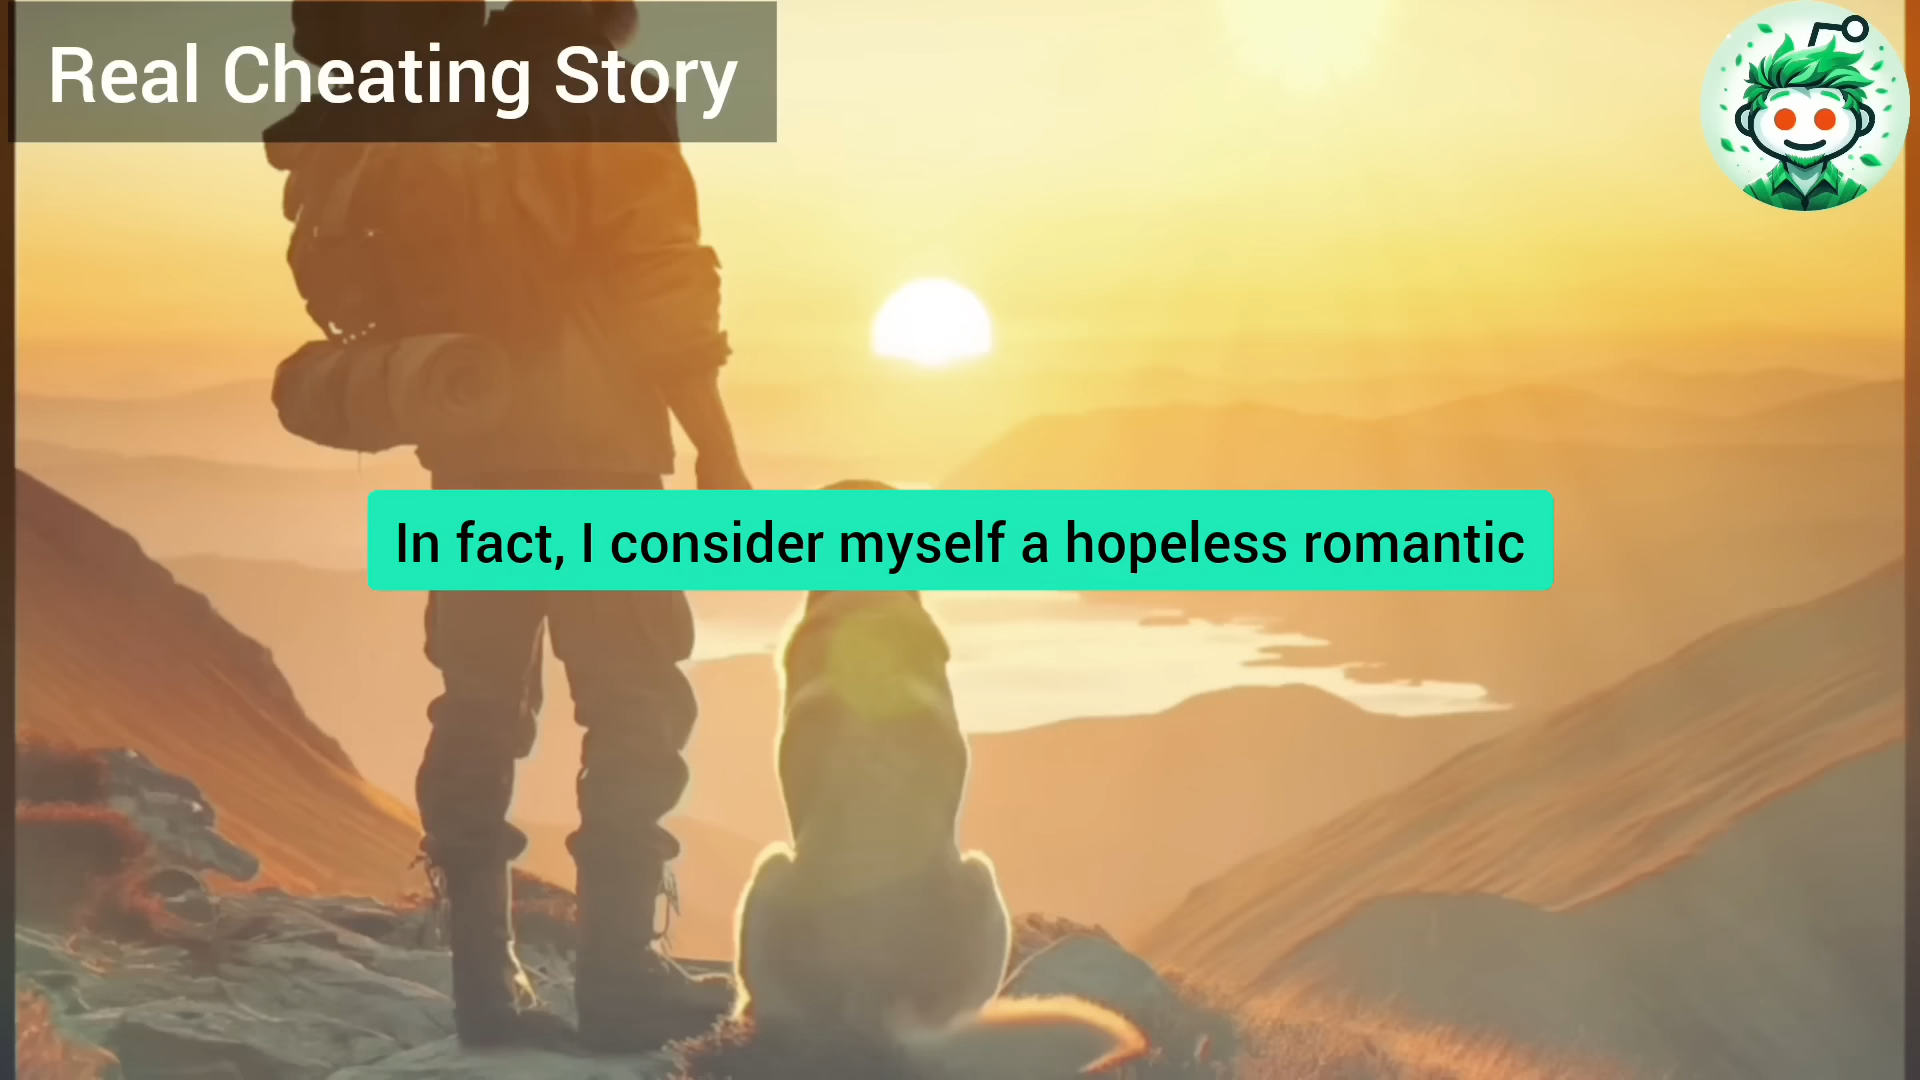 Real Cheating Story
In fact, I consider myself a hopeless romantic